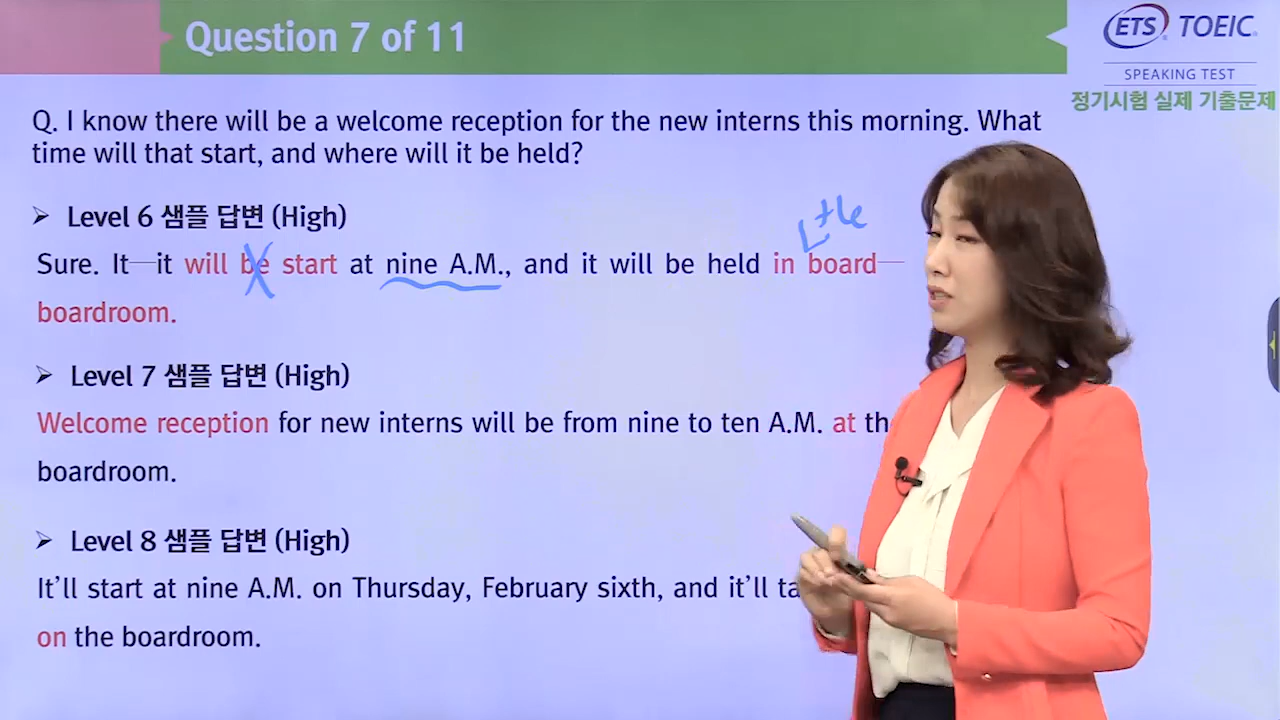 Question 7 of 11
ETS TOEIC
SPEAKING TEST
정기시험 실제 기출문제
Q. I know there will be a welcome reception for the new interns this morning. What
time will that start, and where will it be held?
➢ Level 6 샘플 답변 (High)
+the
Sure. It—it will be start at nine A.M., and it will be held in board—
boardroom.
➢ Level 7 샘플 답변 (High)
Welcome reception for new interns will be from nine to ten A.M. at
boardroom.
➢ Level 8 샘플 답변 (High)
It’ll start at nine A.M. on Thursday, February sixth, and it’ll
on the boardroom.